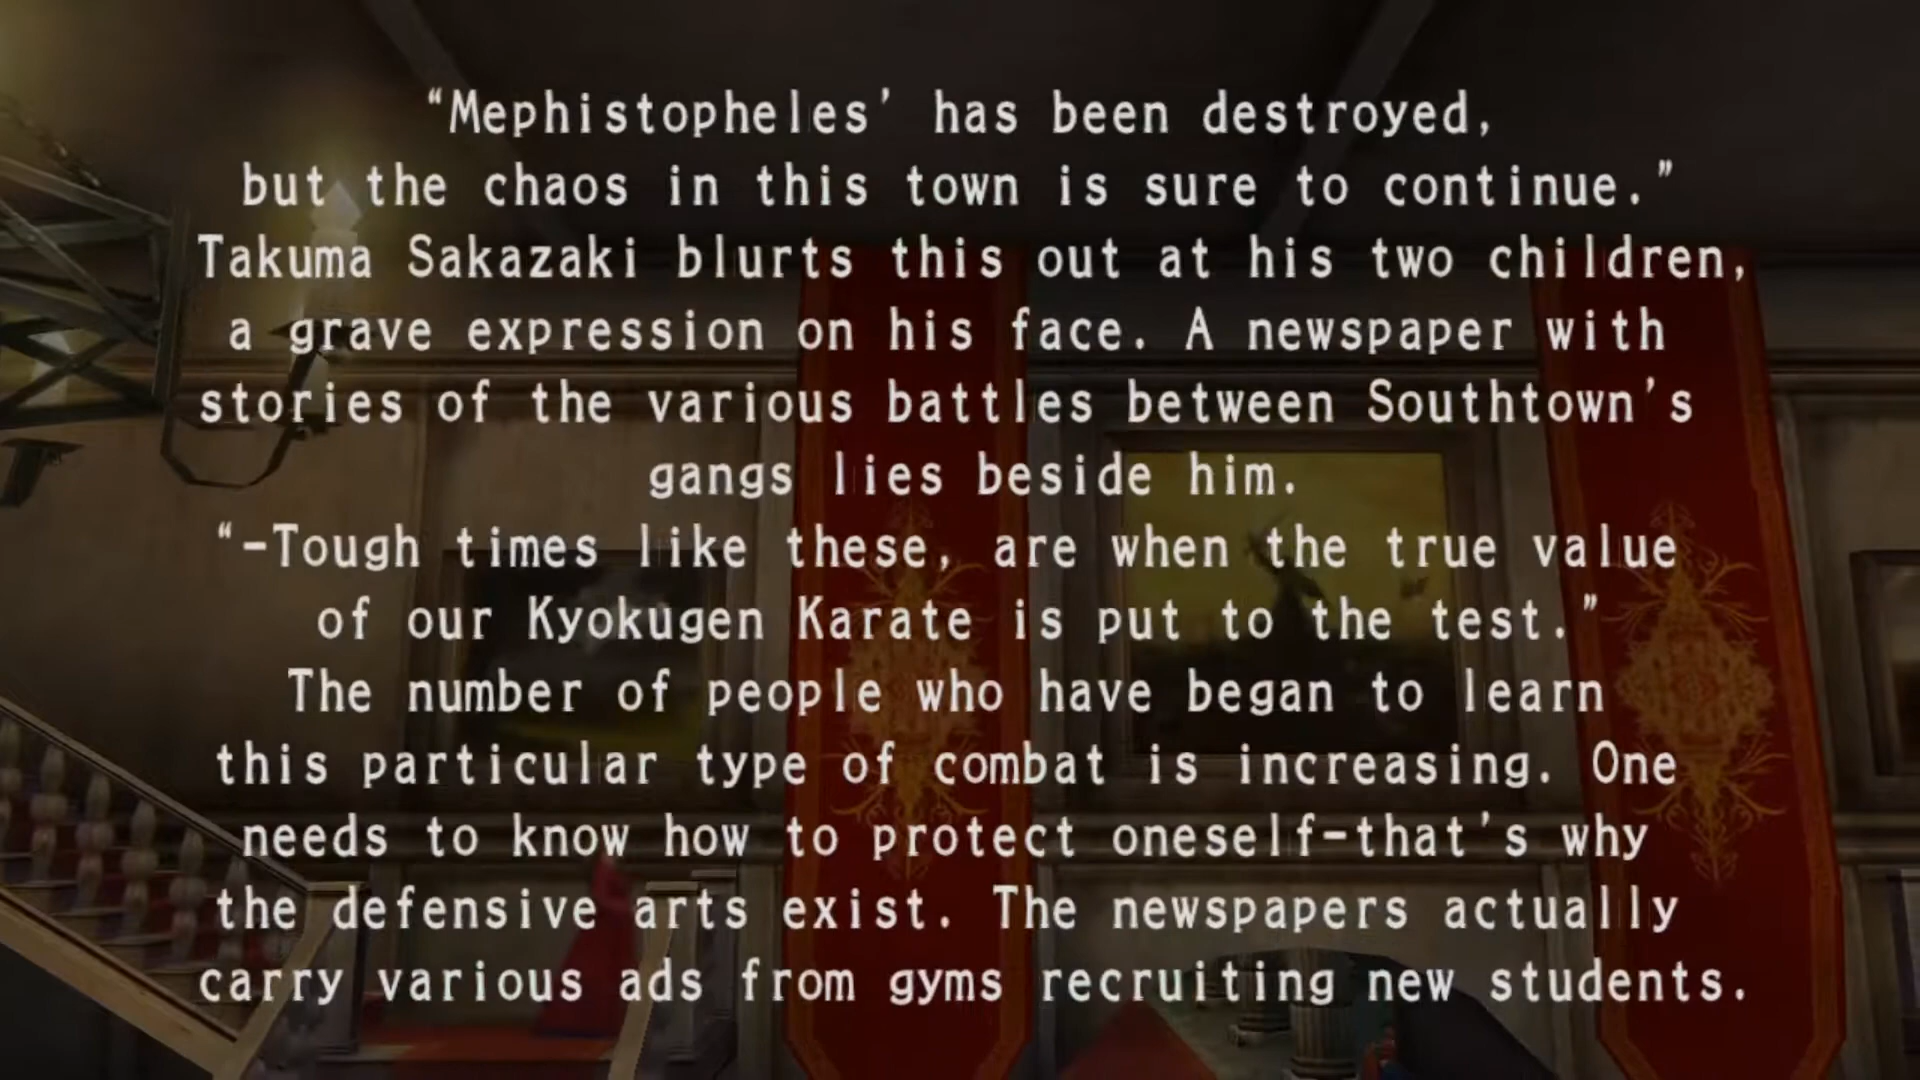 “Mephistopheles’ has been destroyed,
but the chaos in this town is sure to continue.”
Takuma Sakazaki blurts this out at his two children,
a grave expression on his face. A newspaper with
stories of the various battles between Southtown’s
gangs lies beside him.
“-Tough times like these, are when the true value
of our Kyokugen Karate is put to the test.”
The number of people who have began to learn
this particular type of combat is increasing. One
needs to know how to protect oneself-that’s why
the defensive arts exist. The newspapers actually
carry various ads from gyms recruiting new students.